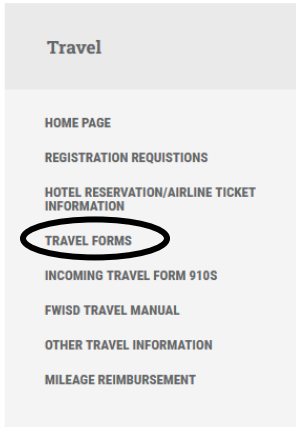 Travel
HOME PAGE
REGISTRATION REQUISTIONS
HOTEL RESERVATION/AIRLINE TICKET
INFORMATION
TRAVEL FORMS
INCOMING TRAVEL FORM 910S
FWISD TRAVEL MANUAL
OTHER TRAVEL INFORMATION
MILEAGE REIMBURSEMENT